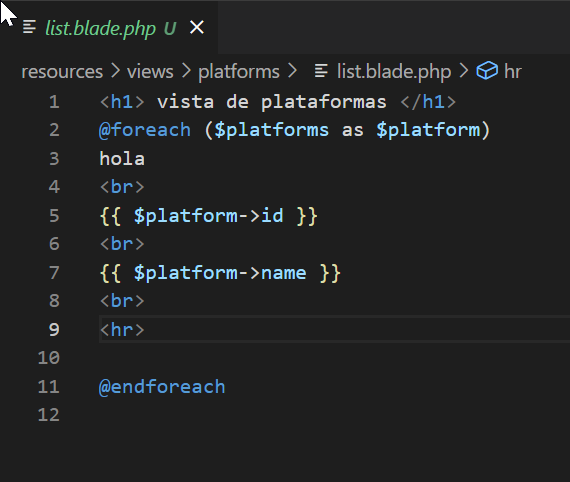 list.blade.php U ×
resources > views > platforms > list.blade.php > hr
1 <h1> vista de plataformas </h1>
2 @foreach ($platforms as $platform)
3 hola
4 <br>
5 {{ $platform->id }}
6 <br>
7 {{ $platform->name }}
8 <br>
9 <hr>
10
11 @endforeach
12